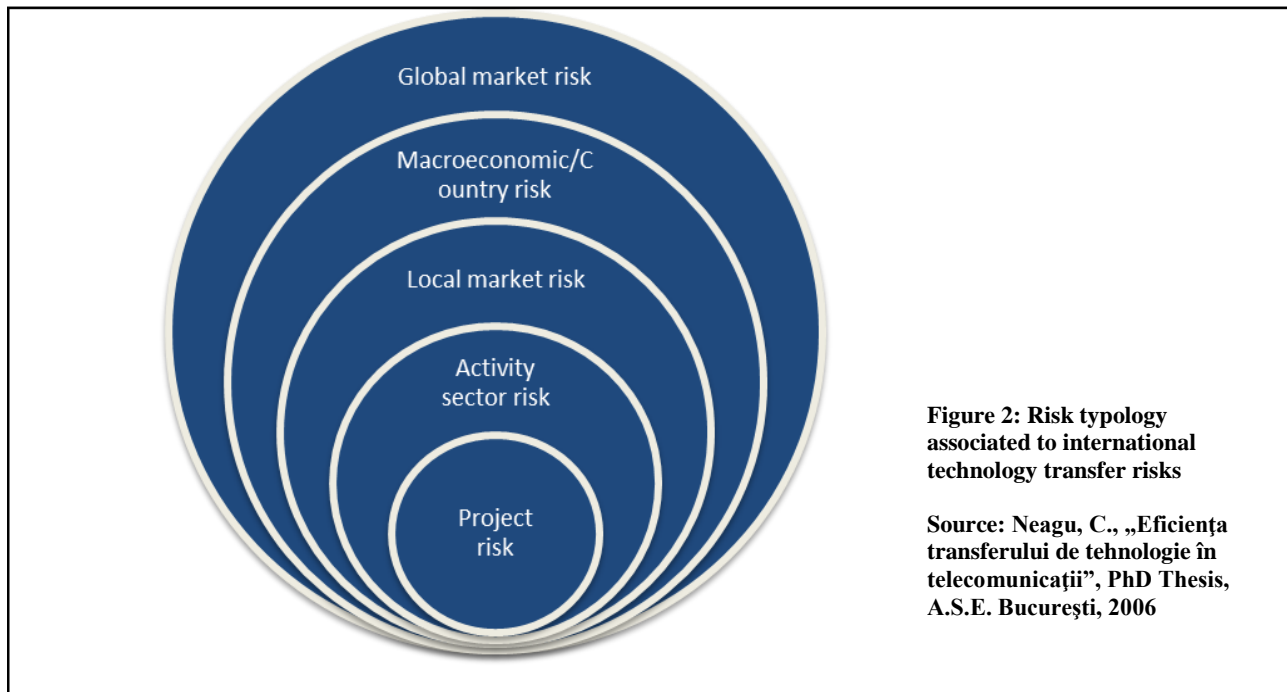 Global market risk
Macroeconomic/C
ountry risk
Local market risk
Activity
sector risk
Project
risk
Figure 2: Risk typology
associated to international
technology transfer risks
Source: Neagu, C., „Eficienţa
transferului de tehnologie în
telecomunicaţii”, PhD Thesis,
A.S.E. Bucureşti, 2006